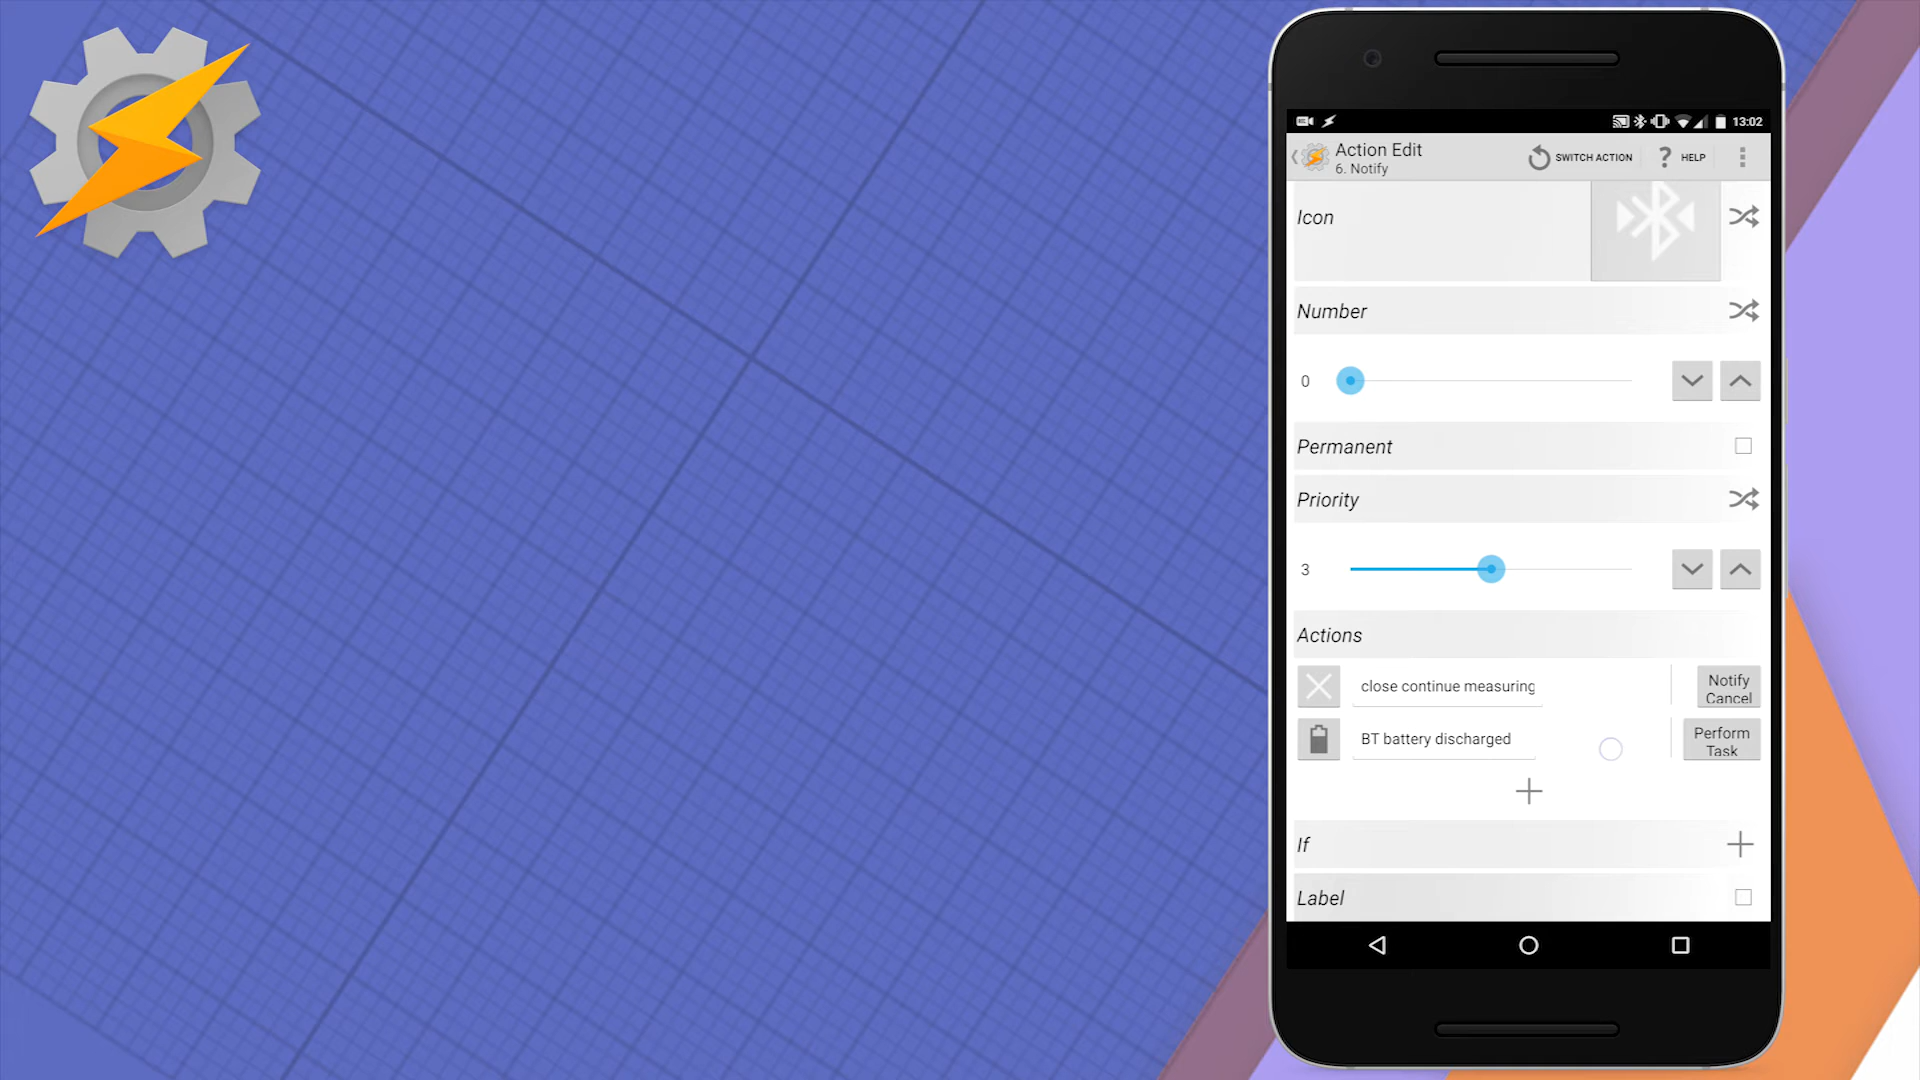 13:02
Action Edit
6. Notify
SWITCH ACTION
? HELP
Icon
Number
0
Permanent
Priority
3
Actions
close continue measuring
Notify
Cancel
BT battery discharged
Perform
Task
If
Label